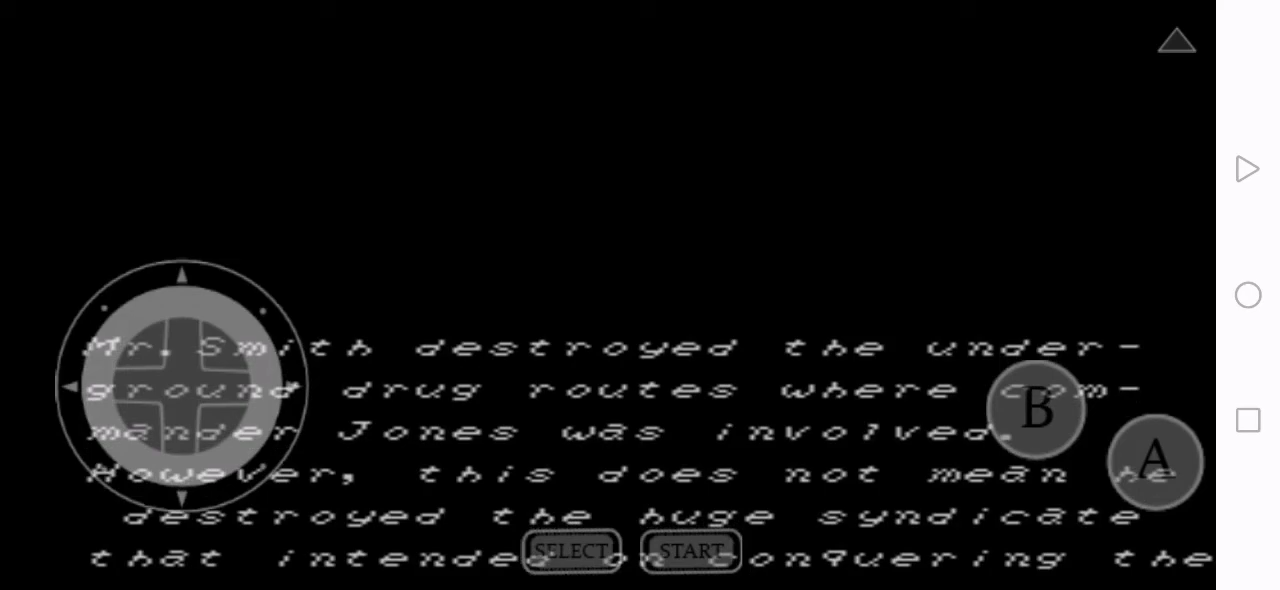 Mr. Smith destroyed the under-
ground drug routes where com-
mander Jones was involved.
However, this does not mean he
destroyed the huge syndicate
that intended on conquering the
B
A
SELECT
START